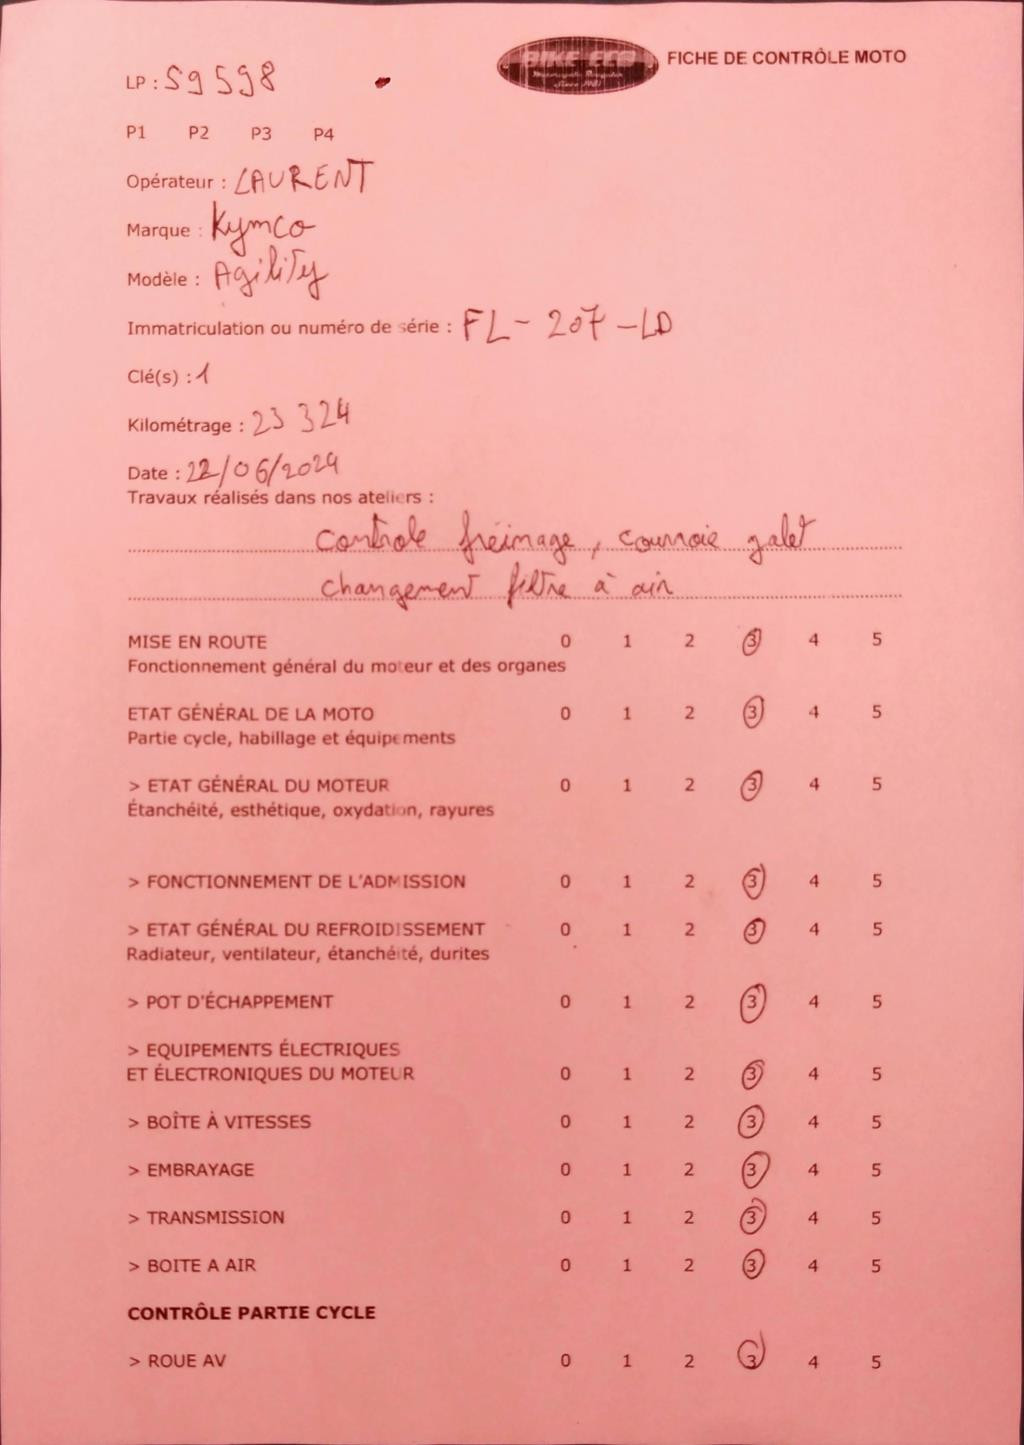 BIKE-ECO
Since 1981
FICHE DE CONTRÔLE MOTO
LP : 59598
P1 P2 P3 P4
Opérateur : LAURENT
Marque : Kymco
Modèle : Agility
Immatriculation ou numéro de série : FL-207-LD
Clé(s) : 1
Kilométrage : 23 324
Date : 22/06/2024
Travaux réalisés dans nos ateliers :
Controle freinage, courroie galet
changement filtre à air
MISE EN ROUTE 0 1 2 3 4 5
Fonctionnement général du moteur et des organes
ETAT GÉNÉRAL DE LA MOTO 0 1 2 3 4 5
Partie cycle, habillage et équipements
> ETAT GÉNÉRAL DU MOTEUR 0 1 2 3 4 5
Étanchéité, esthétique, oxydation, rayures
> FONCTIONNEMENT DE L'ADMISSION 0 1 2 3 4 5
> ETAT GÉNÉRAL DU REFROIDISSEMENT 0 1 2 3 4 5
Radiateur, ventilateur, étanchéité, durites
> POT D'ÉCHAPPEMENT 0 1 2 3 4 5
> EQUIPEMENTS ÉLECTRIQUES
ET ÉLECTRONIQUES DU MOTEUR 0 1 2 3 4 5
> BOÎTE À VITESSES 0 1 2 3 4 5
> EMBRAYAGE 0 1 2 3 4 5
> TRANSMISSION 0 1 2 3 4 5
> BOITE A AIR 0 1 2 3 4 5
CONTRÔLE PARTIE CYCLE
> ROUE AV 0 1 2 3 4 5